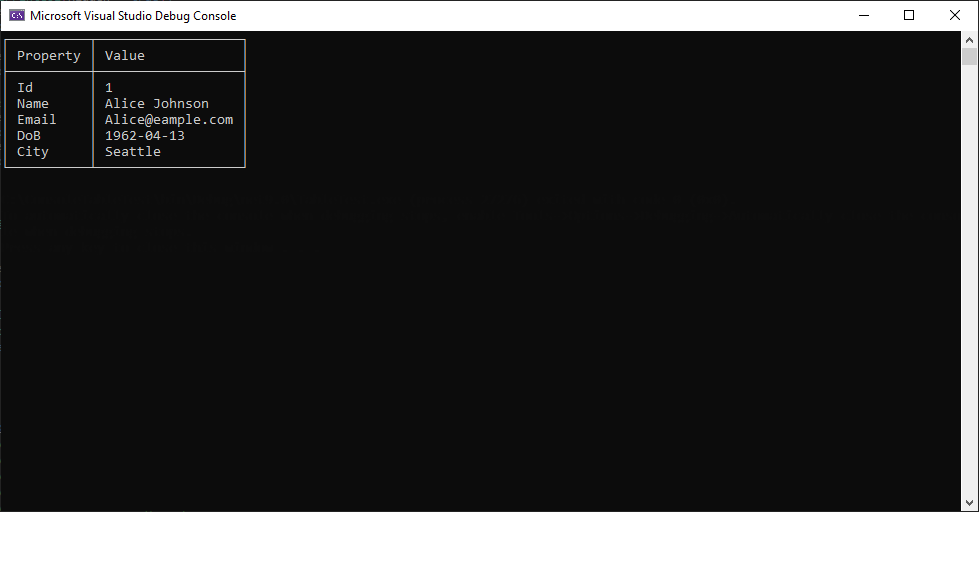 Microsoft Visual Studio Debug Console
Property Value
Id 1
Name Alice Johnson
Email Alice@eample.com
DoB 1962-04-13
City Seattle